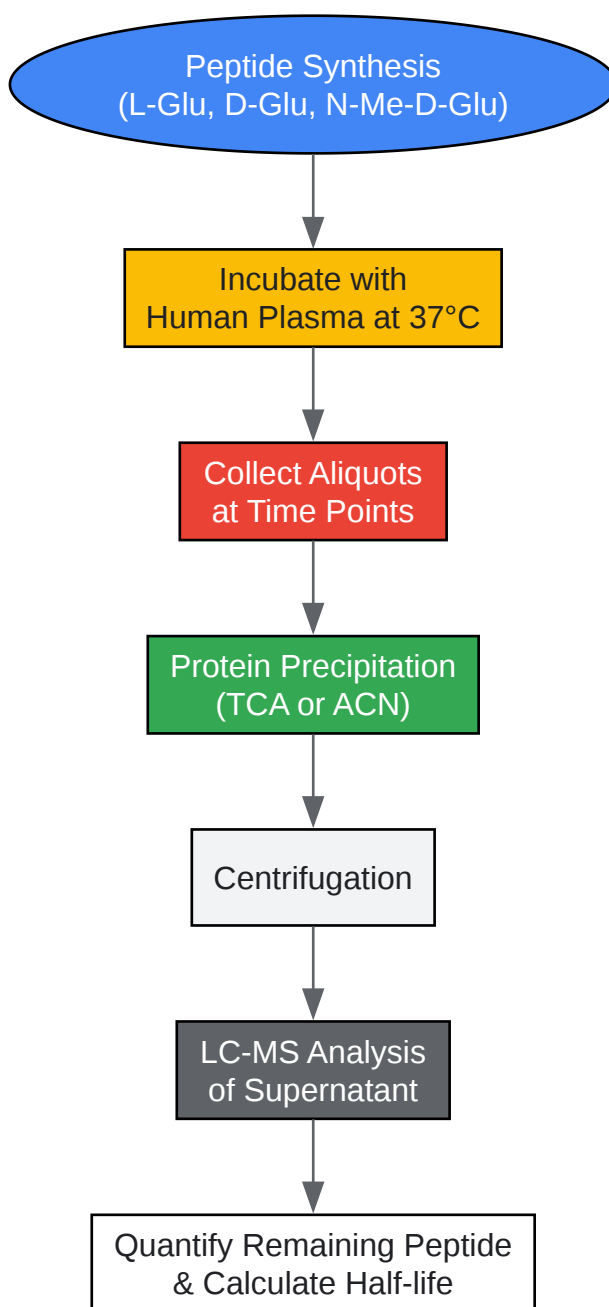 Peptide Synthesis
(L-Glu, D-Glu, N-Me-D-Glu)
Incubate with
Human Plasma at 37°C
Collect Aliquots
at Time Points
Protein Precipitation
(TCA or ACN)
Centrifugation
LC-MS Analysis
of Supernatant
Quantify Remaining Peptide
& Calculate Half-life